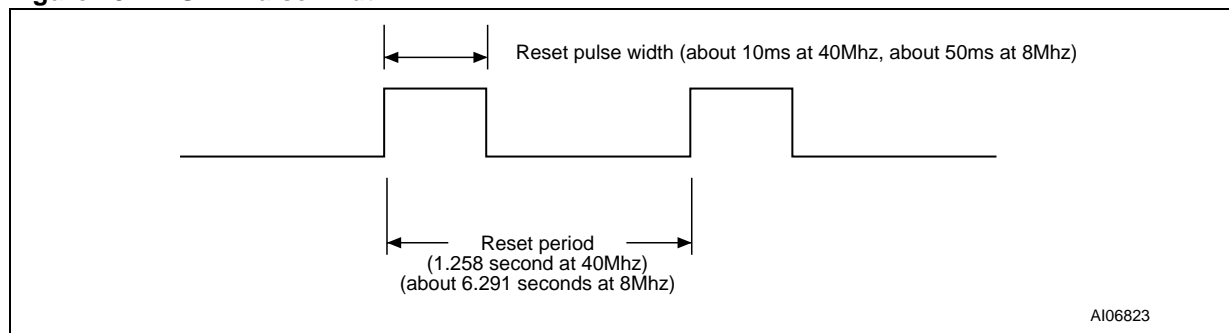 Reset pulse width (about 10ms at 40Mhz, about 50ms at 8Mhz)
Reset period
(1.258 second at 40Mhz)
(about 6.291 seconds at 8Mhz)
AI06823